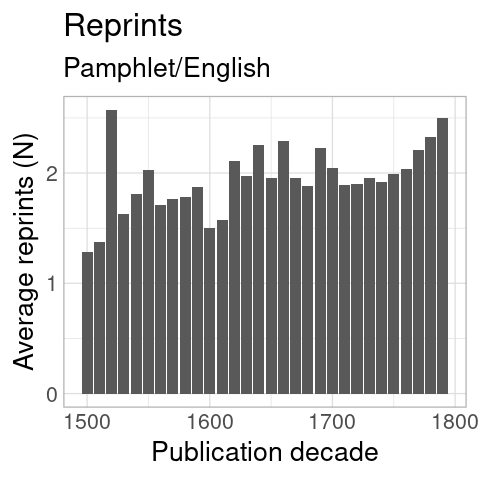 Reprints
Pamphlet/English
Average reprints (N)
2
1
0
1500 1600 1700 1800
Publication decade